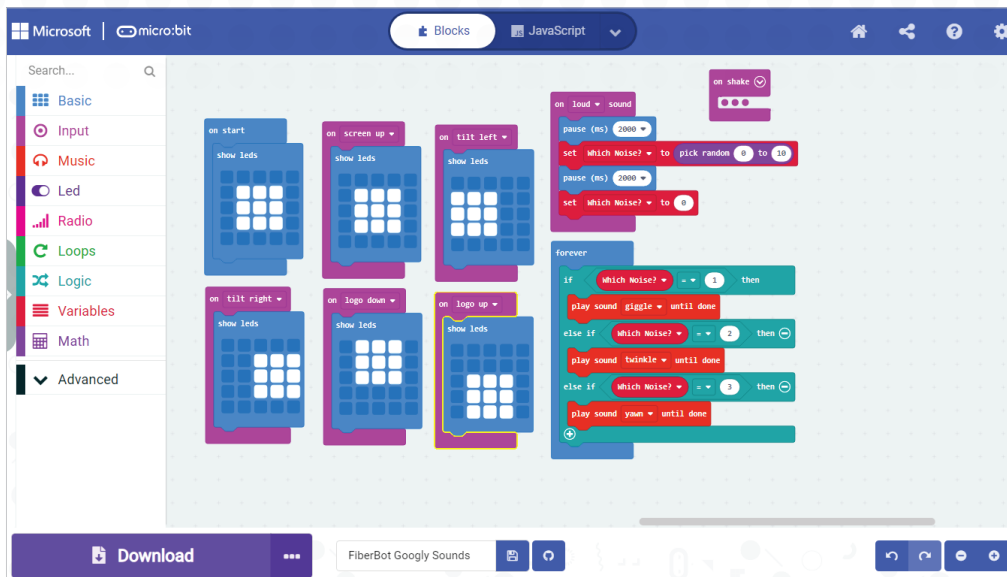 Microsoft micro:bit Blocks JS JavaScript
Search...
Basic
Input
Music
Led
Radio
Loops
Logic
Variables
Math
Advanced
on start
show leds
on screen up
show leds
on tilt left
show leds
on tilt right
show leds
on logo down
show leds
on logo up
show leds
on loud sound
pause (ms) 2000
set Which Noise? to pick random 0 to 10
pause (ms) 2000
set Which Noise? to 0
on shake
forever
if Which Noise? = 1 then
play sound giggle until done
else if Which Noise? = 2 then
play sound twinkle until done
else if Which Noise? = 3 then
play sound yawn until done
Download ... FiberBot Googly Sounds